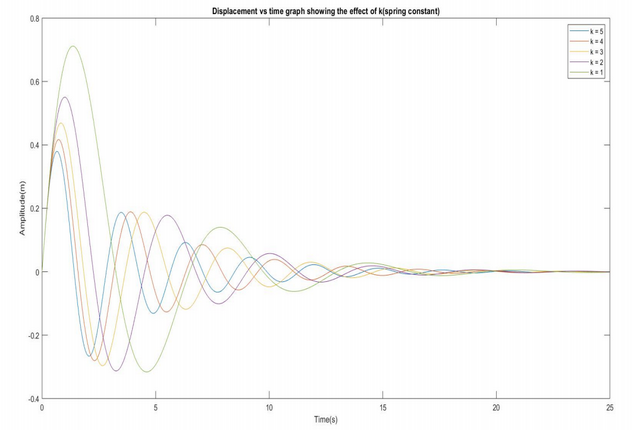 Displacement vs time graph showing the effect of k(spring constant)
0.8
0.6
0.4
0.2
0
-0.2
-0.4
Amplitude(m)
k = 5
k = 4
k = 3
k = 2
k = 1
0 5 10 15 20 25
Time(s)